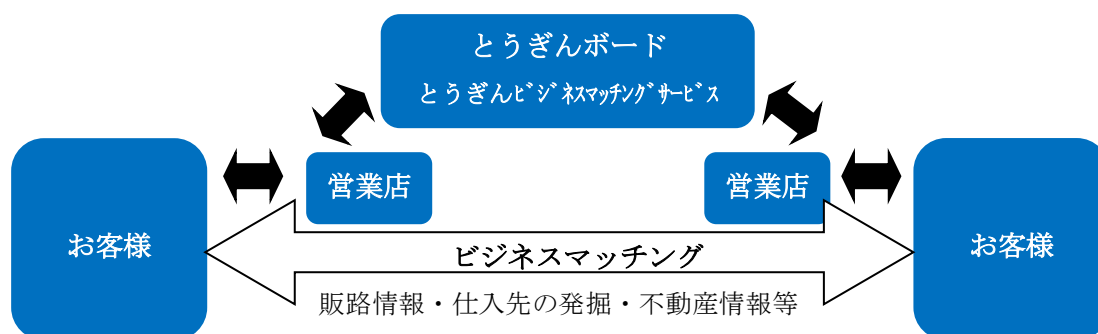 とうぎんボード
とうぎんﾋﾞｼﾞﾈｽﾏｯﾁﾝｸﾞｻｰﾋﾞｽ
営業店
営業店
お客様
お客様
ビジネスマッチング
販路情報・仕入先の発掘・不動産情報等